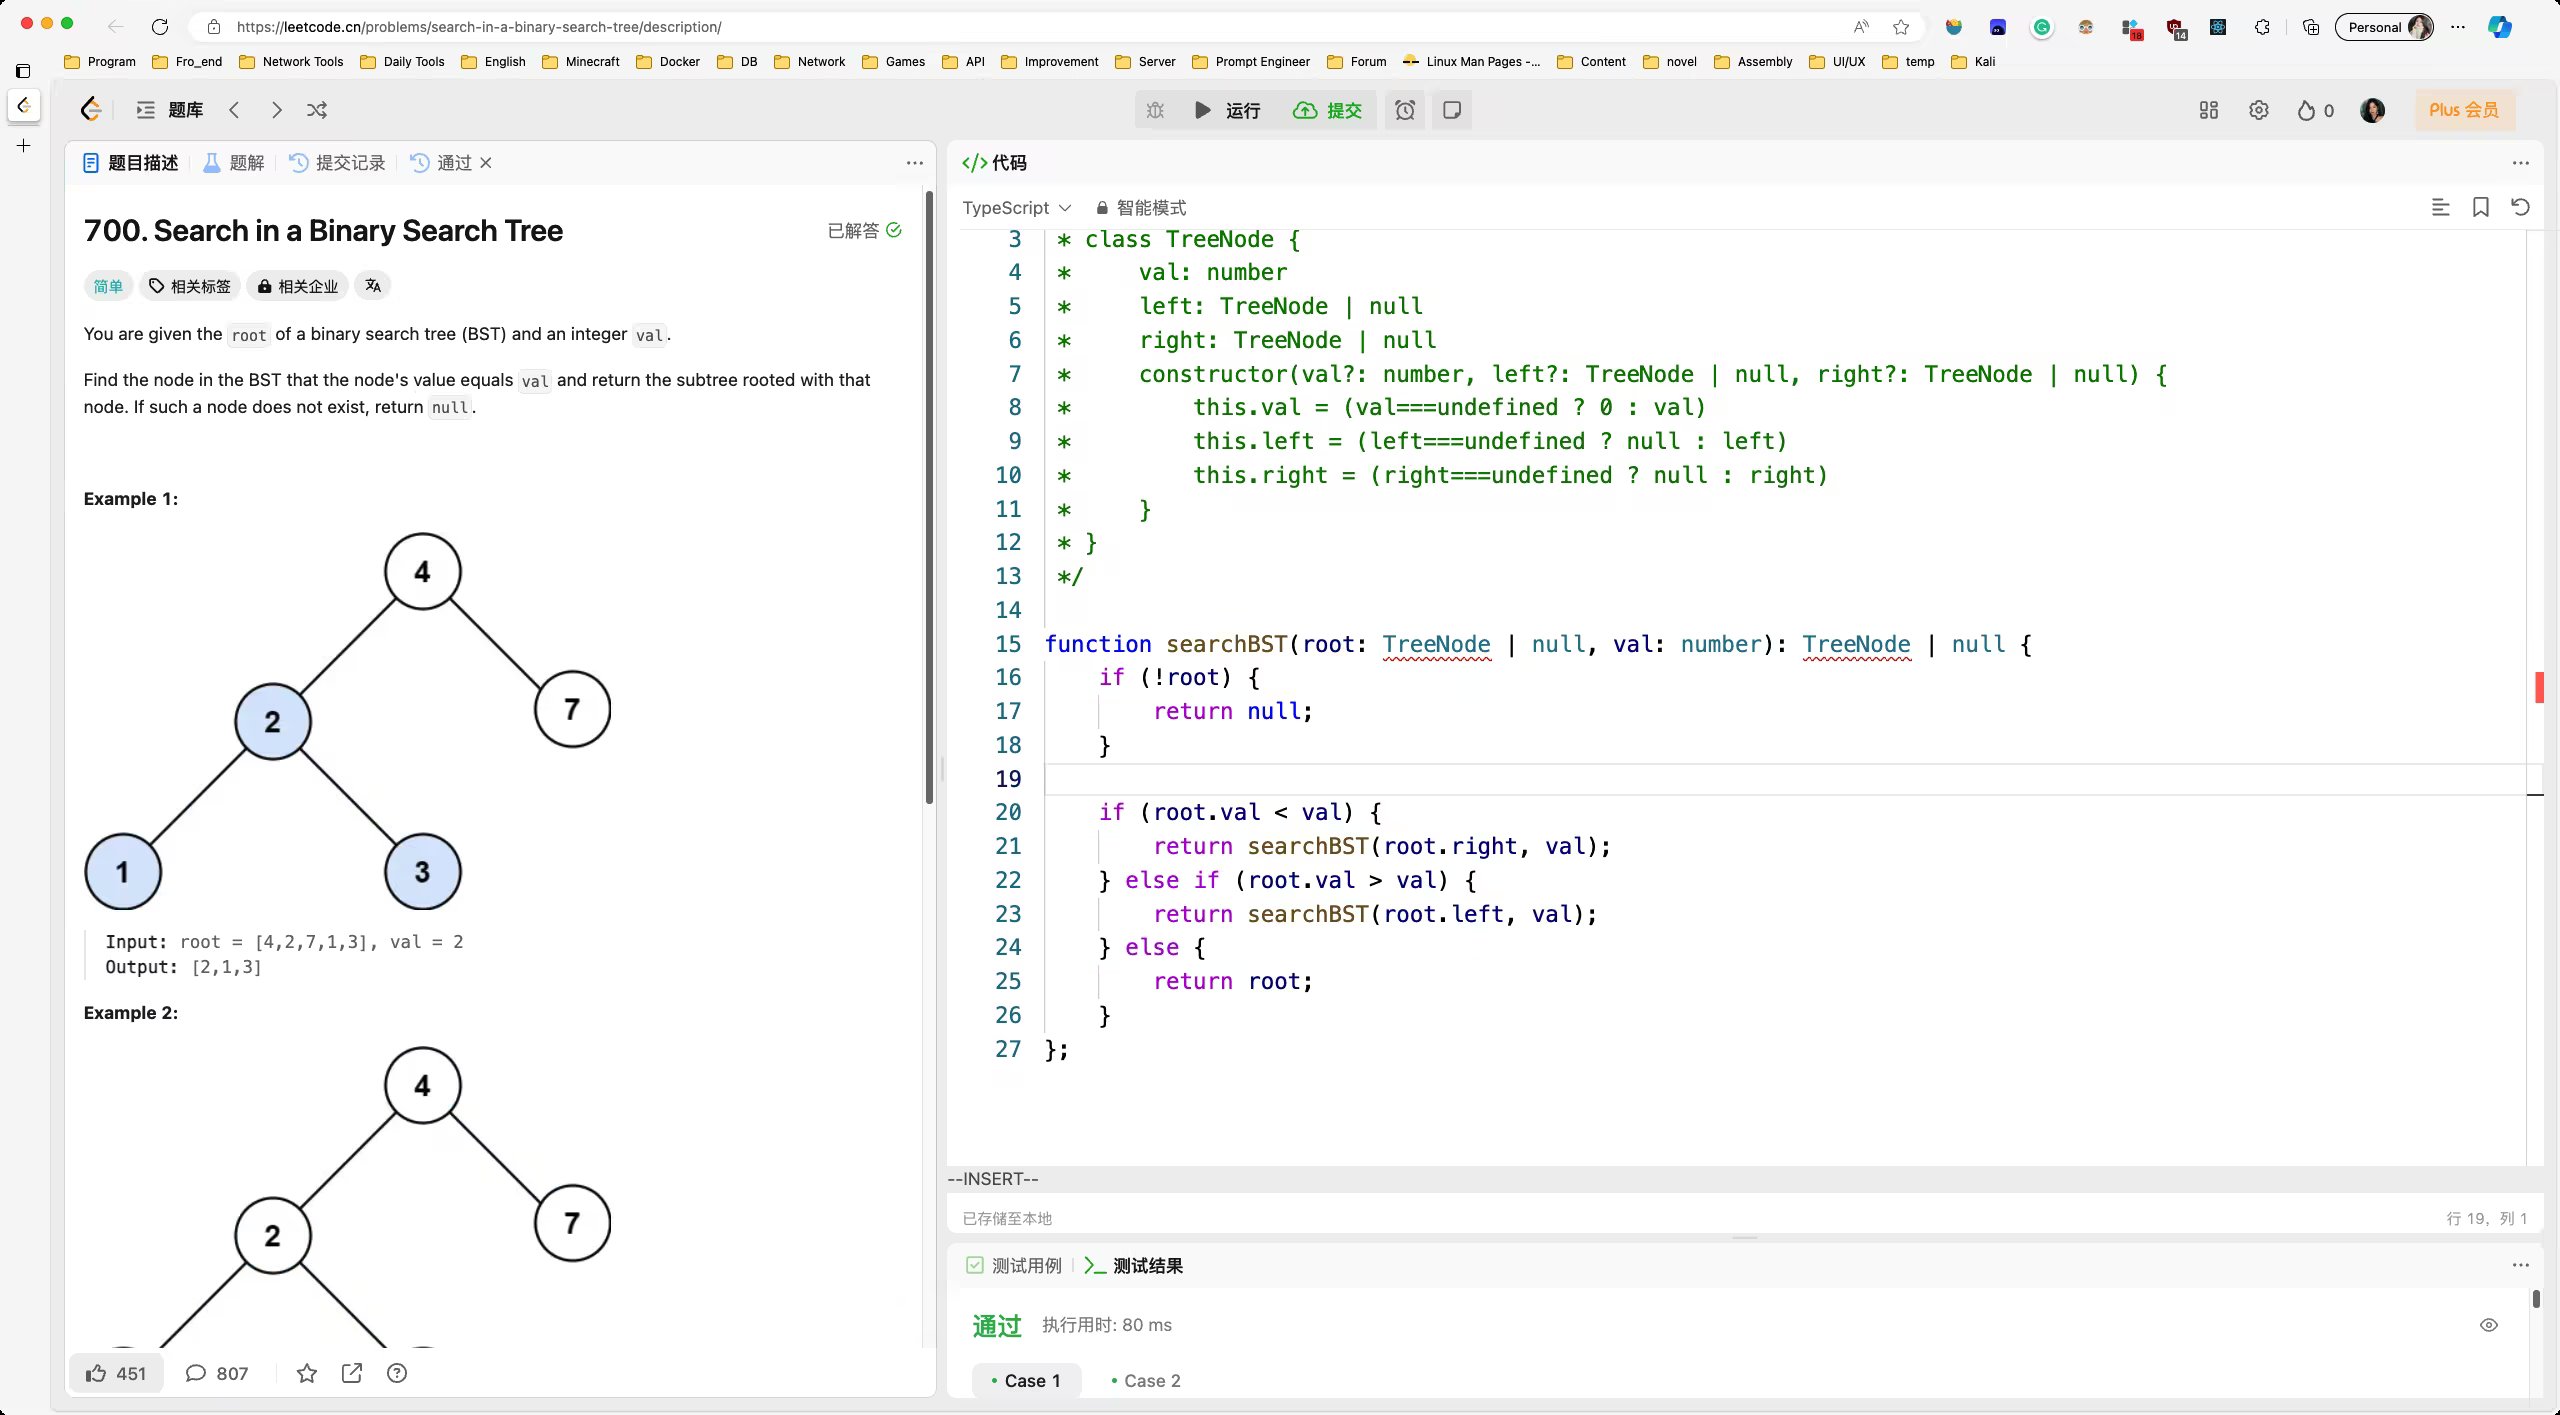 https://leetcode.cn/problems/search-in-a-binary-search-tree/description/
Personal
18
14
Program Fro_end Network Tools Daily Tools English Minecraft Docker DB Network Games API Improvement Server Prompt Engineer Forum Linux Man Pages -... Content novel Assembly UI/UX temp Kali
题库
运行 提交
0
Plus 会员
题目描述 题解 提交记录 通过
700. Search in a Binary Search Tree
已解答
简单 相关标签 相关企业
You are given the root of a binary search tree (BST) and an integer val.
Find the node in the BST that the node's value equals val and return the subtree rooted with that
node. If such a node does not exist, return null.
Example 1:
4
2
7
1
3
Input: root = [4,2,7,1,3], val = 2
Output: [2,1,3]
Example 2:
4
2
7
451 807
</>代码
TypeScript 智能模式
3 * class TreeNode {
4 * val: number
5 * left: TreeNode | null
6 * right: TreeNode | null
7 * constructor(val?: number, left?: TreeNode | null, right?: TreeNode | null) {
8 * this.val = (val===undefined ? 0 : val)
9 * this.left = (left===undefined ? null : left)
10 * this.right = (right===undefined ? null : right)
11 * }
12 * }
13 */
14
15 function searchBST(root: TreeNode | null, val: number): TreeNode | null {
16 if (!root) {
17 return null;
18 }
19
20 if (root.val < val) {
21 return searchBST(root.right, val);
22 } else if (root.val > val) {
23 return searchBST(root.left, val);
24 } else {
25 return root;
26 }
27 };
--INSERT--
已存储至本地
行 19, 列 1
测试用例 测试结果
通过 执行用时: 80 ms
Case 1 Case 2